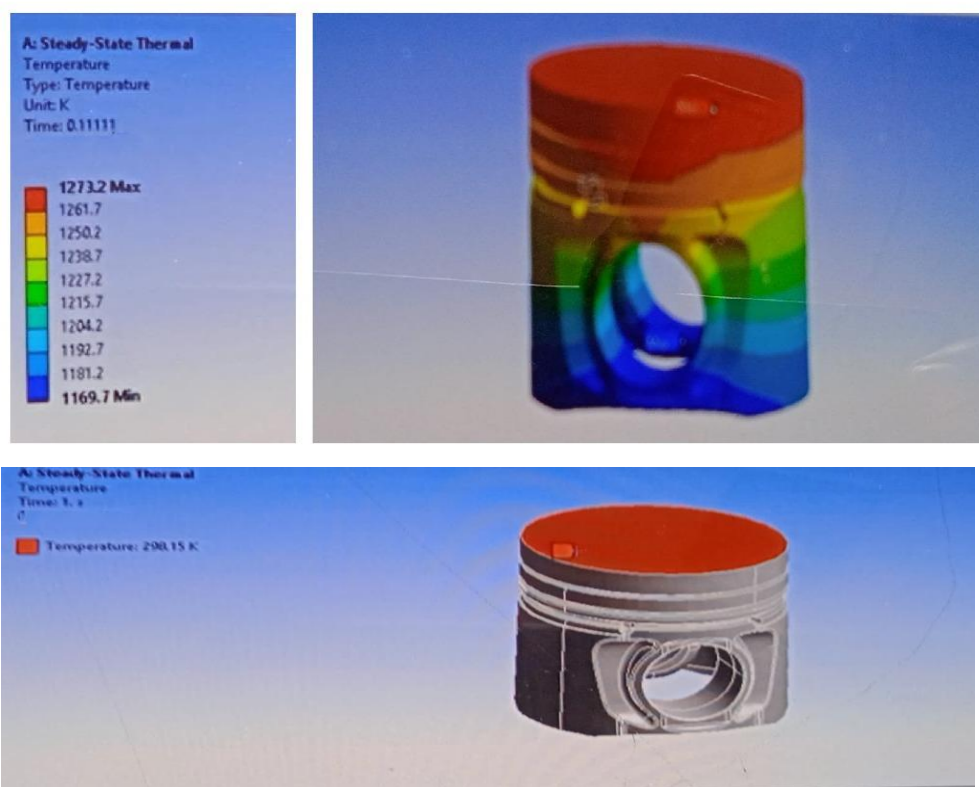 A: Steady-State Thermal
Temperature
Type: Temperature
Unit: K
Time: 0.11111
1273.2 Max
1261.7
1250.2
1238.7
1227.2
1215.7
1204.2
1192.7
1181.2
1169.7 Min
A: Steady-State Thermal
Temperature
Time: 1. s
Temperature: 298.15 K